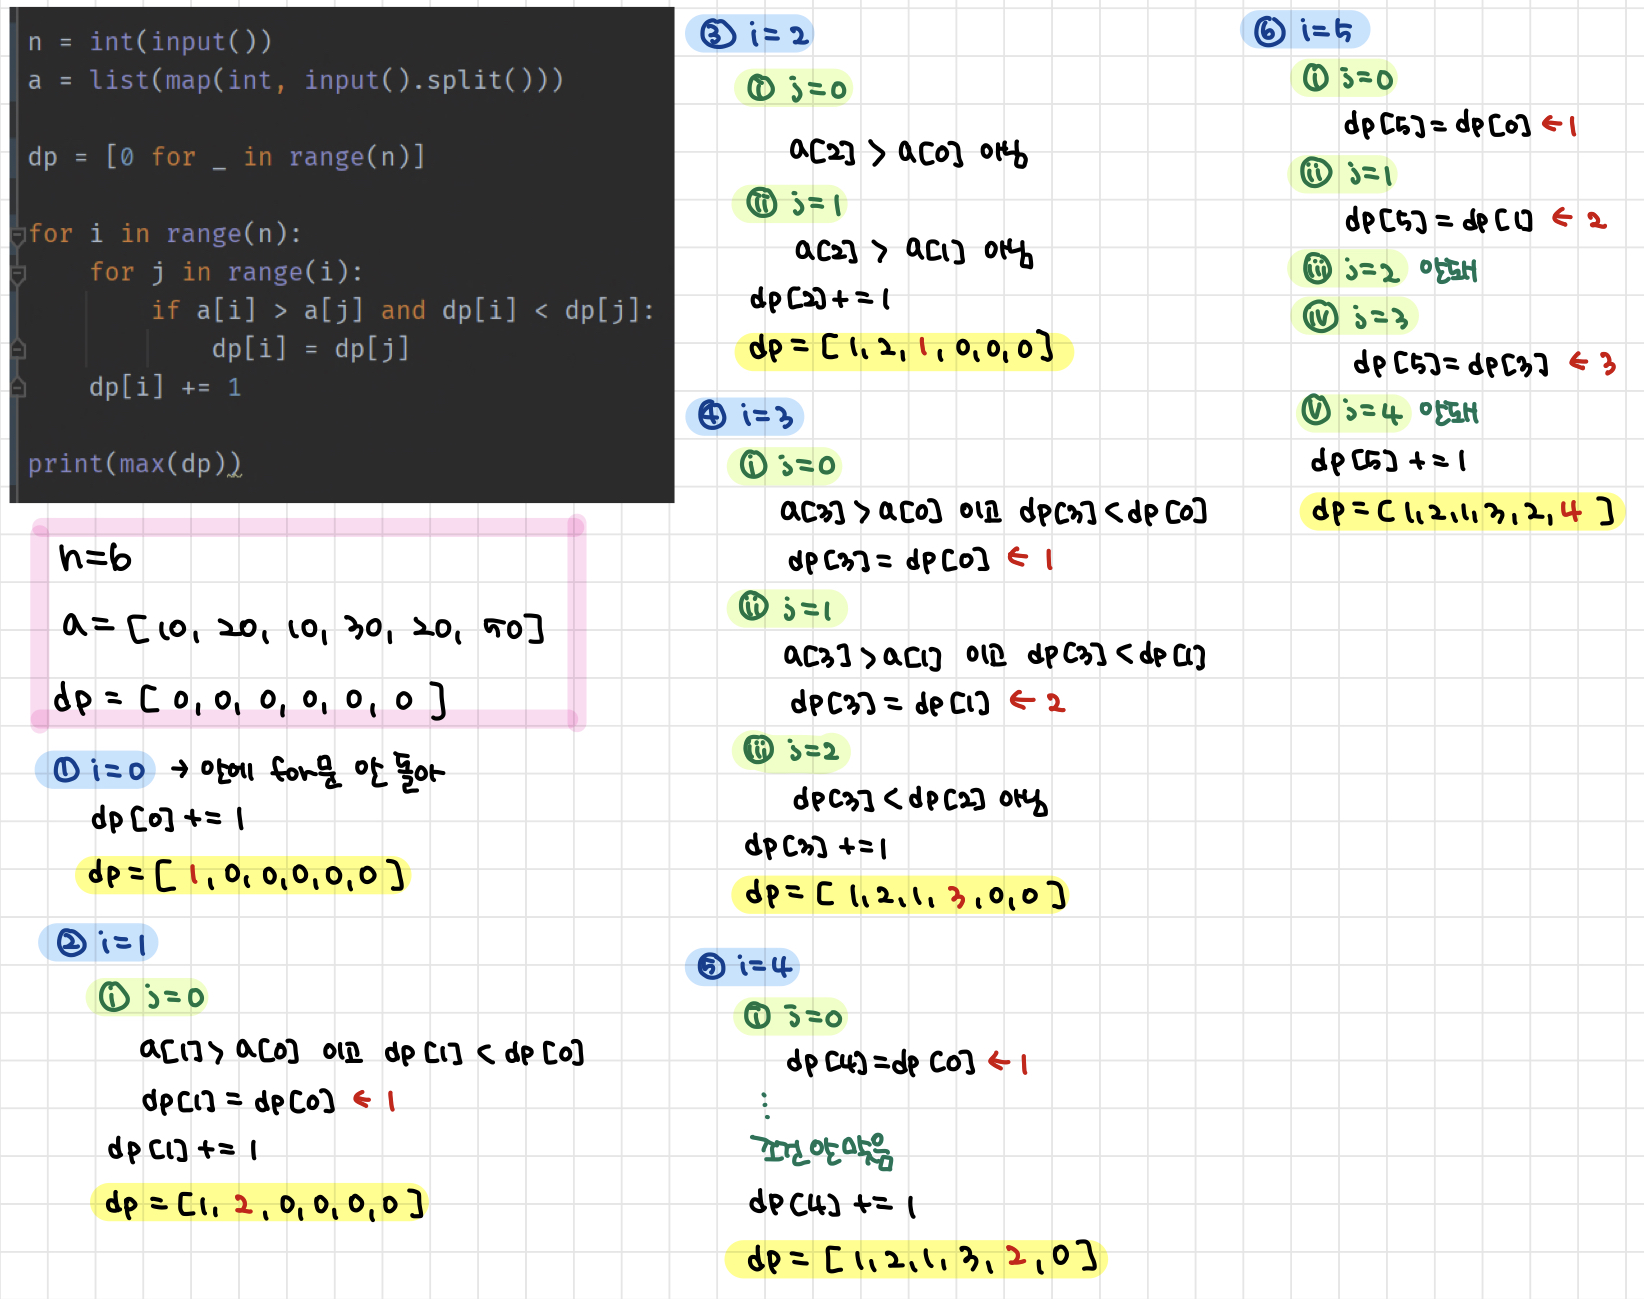 n = int(input())
a = list(map(int, input().split()))
dp = [0 for _ in range(n)]
for i in range(n):
for j in range(i):
if a[i] > a[j] and dp[i] < dp[j]:
dp[i] = dp[j]
dp[i] += 1
print(max(dp))
n=6
a= [10, 20, 10, 30, 20, 50]
dp = [ 0, 0, 0, 0, 0, 0 ]
① i=0 → 안에 for문 안 돌아
dp[0] += 1
dp = [ 1, 0, 0, 0, 0, 0 ]
② i=1
ⓘ j=0
a[1] > a[0] 이고 dp[1] < dp[0]
dp[1] = dp[0] ← 1
dp[1] += 1
dp = [1, 2, 0, 0, 0, 0 ]
③ i=2
ⓘ j=0
a[2] > a[0] 아님
ⅱ j=1
a[2] > a[1] 아님
dp[2] += 1
dp = [ 1, 2, 1, 0, 0, 0 ]
④ i=3
ⓘ j=0
a[3] > a[0] 이고 dp[3] < dp[0]
dp[3] = dp[0] ← 1
ⅱ j=1
a[3] > a[1] 이고 dp[3] < dp[1]
dp[3] = dp[1] ← 2
ⅲ j=2
dp[3] < dp[2] 아님
dp[3] += 1
dp = [ 1, 2, 1, 3, 0, 0 ]
⑤ i=4
ⓘ j=0
dp[4] = dp[0] ← 1
⋮
조건 안 맞음
dp[4] += 1
dp = [ 1, 2, 1, 3, 2, 0 ]
⑥ i=5
ⓘ j=0
dp[5] = dp[0] ← 1
ⅱ j=1
dp[5] = dp[1] ← 2
ⅲ j=2 안돼
ⅳ j=3
dp[5] = dp[3] ← 3
ⅴ j=4 안돼
dp[5] += 1
dp = [ 1, 2, 1, 3, 2, 4 ]